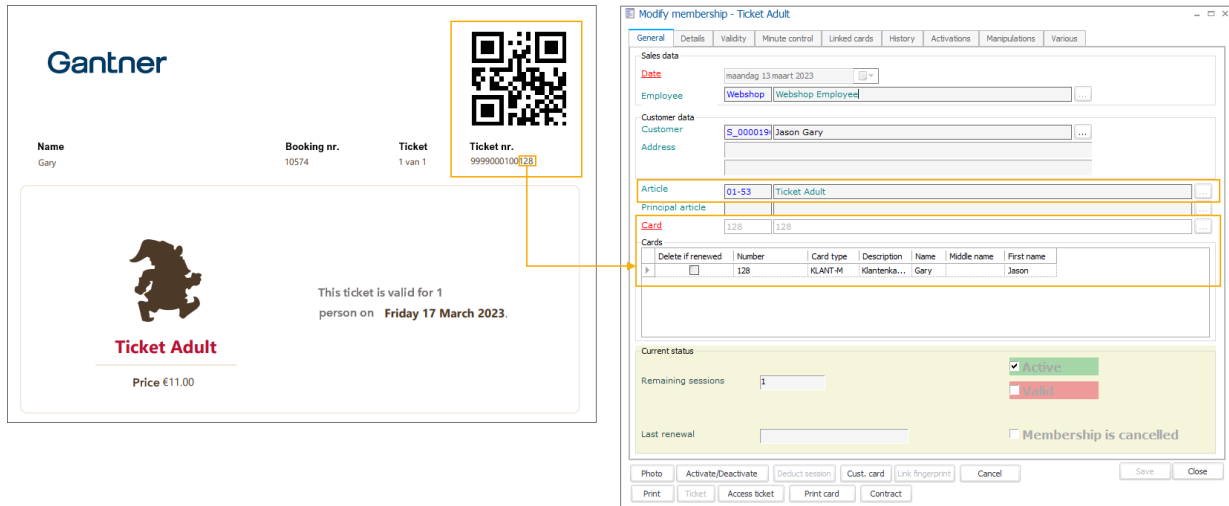 Gantner
Name Booking nr. Ticket Ticket nr.
Gary 10574 1 van 1 9999000100128
This ticket is valid for 1
person on Friday 17 March 2023.
Ticket Adult
Price €11.00
Modify membership - Ticket Adult
General Details Validity Minute control Linked cards History Activations Manipulations Various
Sales data
Date maandag 13 maart 2023
Employee Webshop Webshop Employee ...
Customer data
Customer S_000019 Jason Gary ...
Address
Article 01-53 Ticket Adult ...
Principal article ...
Card 128 128 ...
Cards
Delete if renewed Number Card type Description Name Middle name First name
128 KLANT-M Klantenka... Gary Jason
Current status
Active
Remaining sessions 1
Valid
Last renewal Membership is cancelled
Photo Activate/Deactivate Deduct session Cust. card Link fingerprint Cancel Save Close
Print Ticket Access ticket Print card Contract